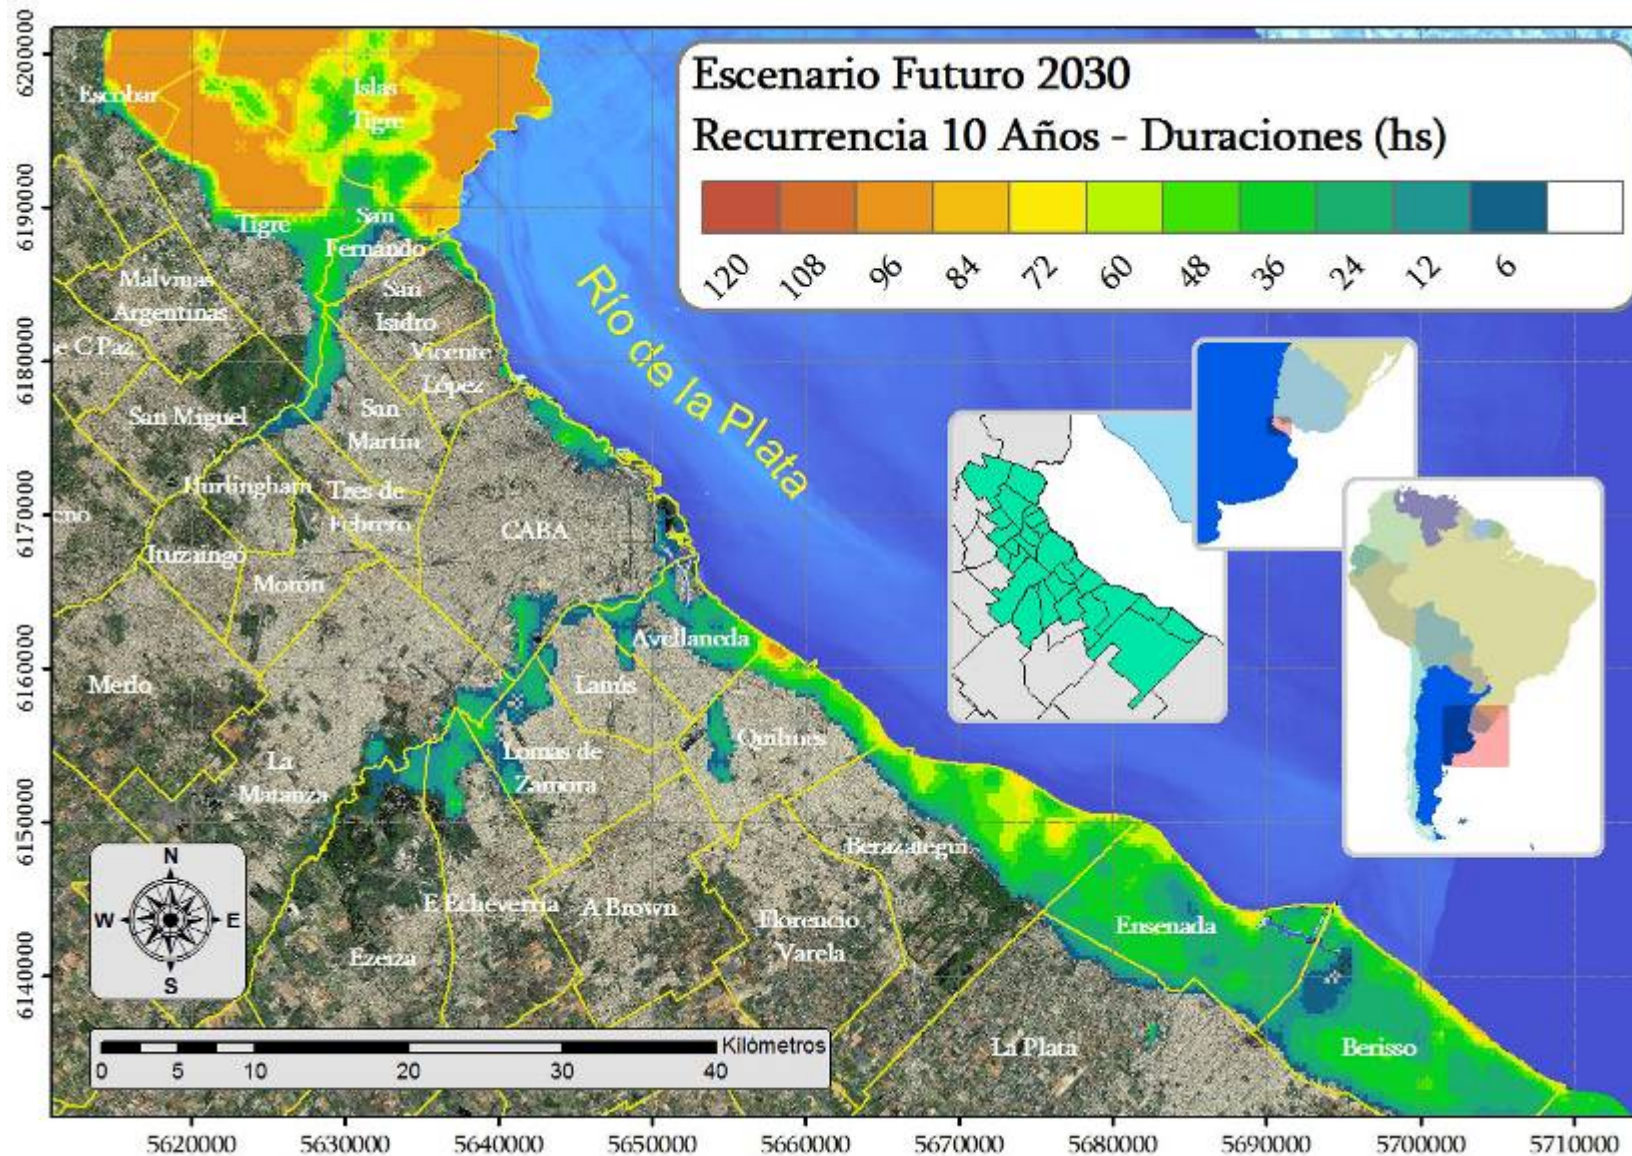 Escenario Futuro 2030
Recurrencia 10 Años - Duraciones (hs)
120 108 96 84 72 60 48 36 24 12 6
6200000
6190000
6180000
6170000
6160000
6150000
6140000
Escobar
Islas
Tigre
Tigre
San
Fernando
Malvinas
Argentinas
San
Isidro
e C Paz
Vicente
López
San Miguel
San
Martín
Río de la Plata
Hurlingham
Tres de
Febrero
eno
CABA
Ituzaingó
Morón
Avellaneda
Merlo
Lanús
Quilmes
La
Matanza
Lomas de
Zamora
Berazategui
E Echeverría
A Brown
Florencio
Varela
Ensenada
Ezeiza
La Plata
Berisso
N
W E
S
Kilómetros
0 5 10 20 30 40
5620000 5630000 5640000 5650000 5660000 5670000 5680000 5690000 5700000 5710000